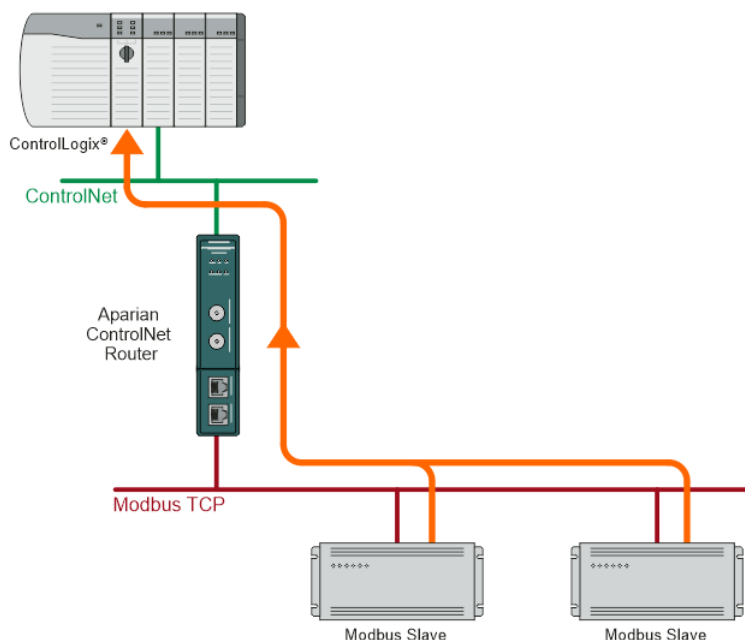 ControlLogix®
ControlNet
Aparian
ControlNet
Router
Modbus TCP
Modbus Slave
Modbus Slave